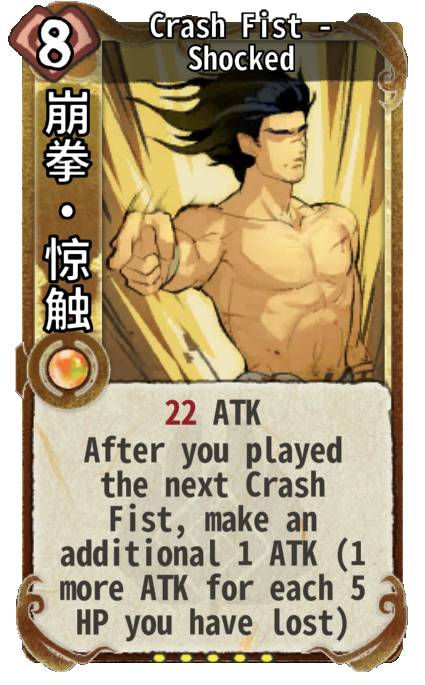 8
Crash Fist -
Shocked
崩拳・惊触
22 ATK
After you played
the next Crash
Fist, make an
additional 1 ATK (1
more ATK for each 5
HP you have lost)